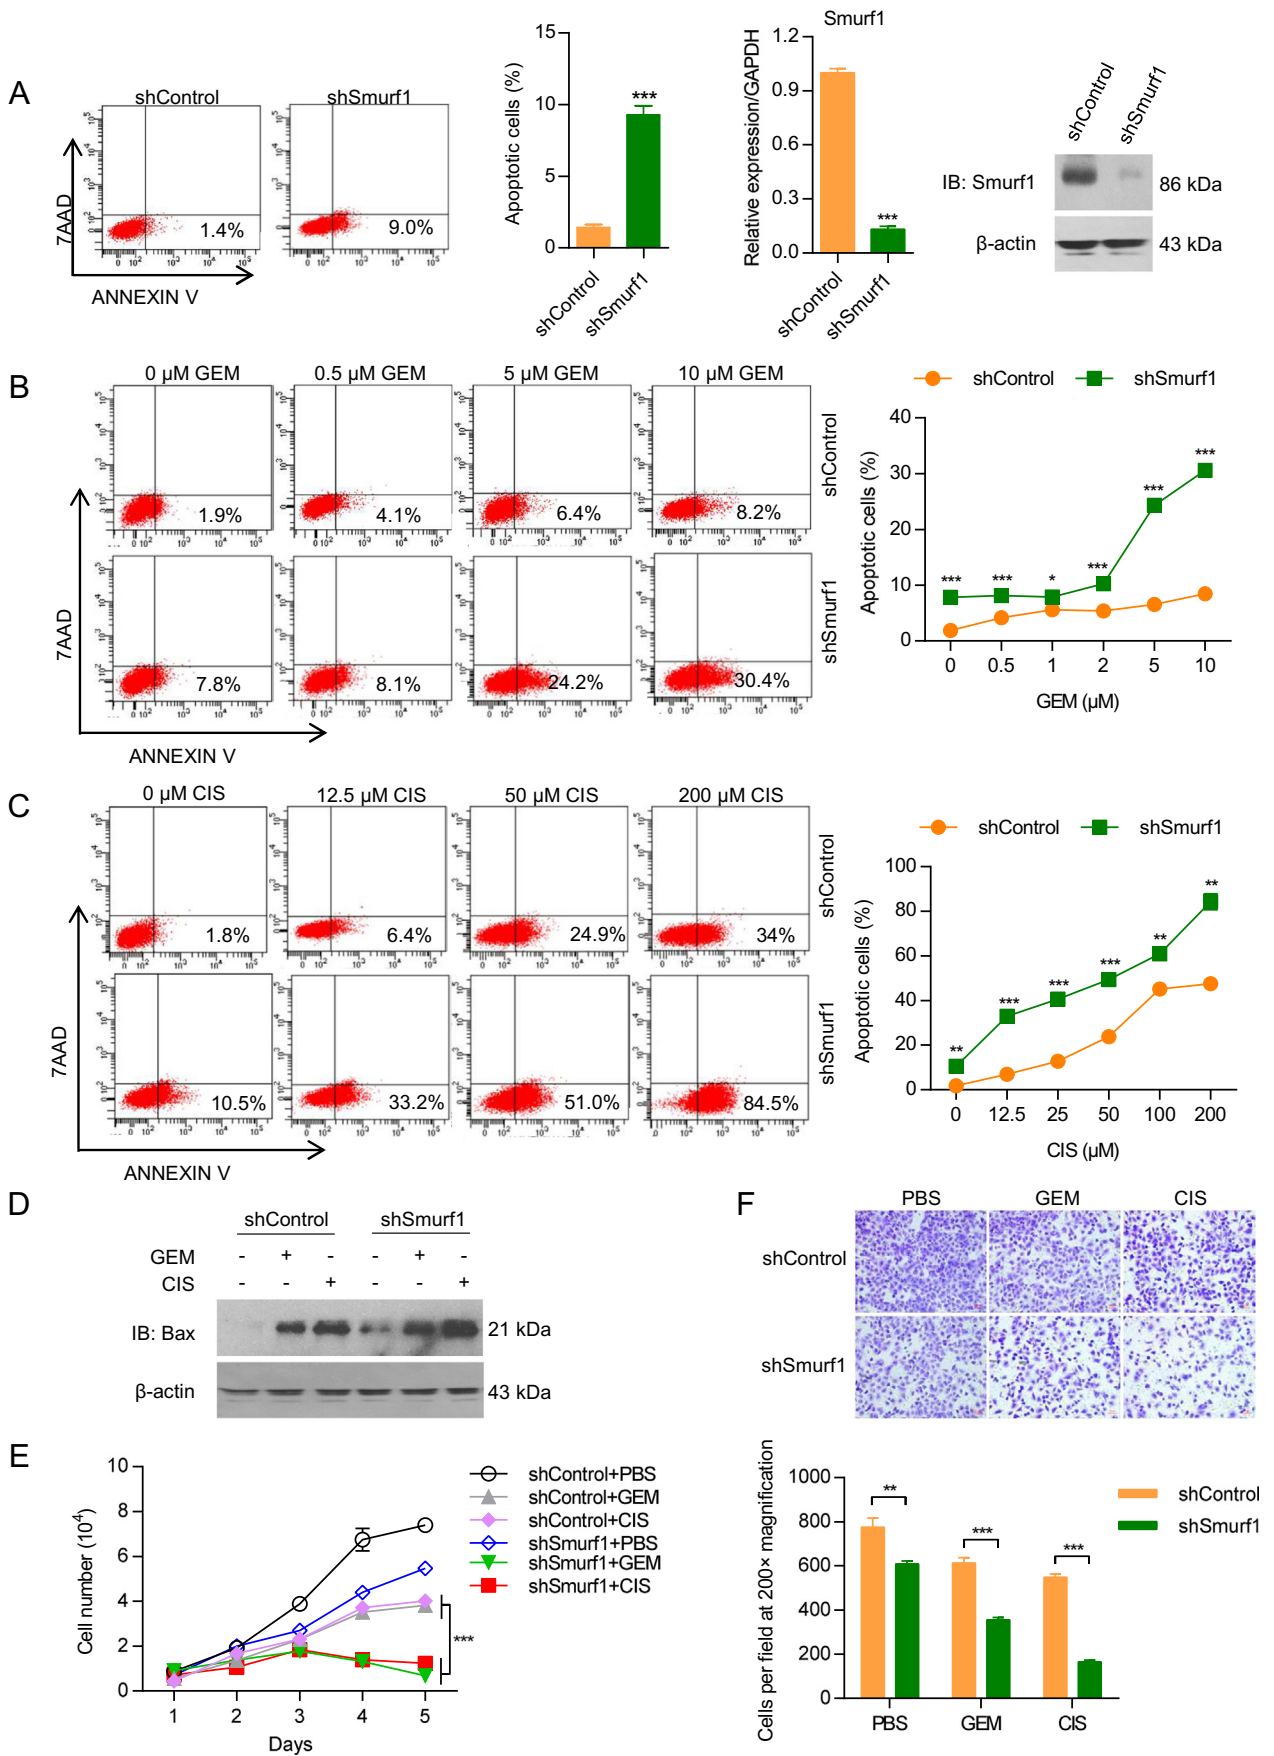 A
shControl
shSmurf1
7AAD
1.4%
9.0%
ANNEXIN V
Apoptotic cells (%)
15
10
5
0
***
shControl
shSmurf1
Smurf1
Relative expression/GAPDH
1.2
0.9
0.6
0.3
0.0
***
shControl
shSmurf1
shControl
shSmurf1
IB: Smurf1
86 kDa
β-actin
43 kDa
B
0 µM GEM
0.5 µM GEM
5 µM GEM
10 µM GEM
shControl
1.9%
4.1%
6.4%
8.2%
shSmurf1
7.8%
8.1%
24.2%
30.4%
7AAD
ANNEXIN V
shControl
shSmurf1
Apoptotic cells (%)
40
30
20
10
0
***
***
*
***
***
***
0
0.5
1
2
5
10
GEM (µM)
C
0 µM CIS
12.5 µM CIS
50 µM CIS
200 µM CIS
shControl
1.8%
6.4%
24.9%
34%
shSmurf1
10.5%
33.2%
51.0%
84.5%
7AAD
ANNEXIN V
shControl
shSmurf1
Apoptotic cells (%)
100
80
60
40
20
0
**
***
***
***
**
**
0
12.5
25
50
100
200
CIS (µM)
D
shControl
shSmurf1
GEM - + - - + -
CIS - - + - - +
IB: Bax
21 kDa
β-actin
43 kDa
E
Cell number (10⁴)
10
8
6
4
2
0
1
2
3
4
5
Days
***
shControl+PBS
shControl+GEM
shControl+CIS
shSmurf1+PBS
shSmurf1+GEM
shSmurf1+CIS
F
PBS
GEM
CIS
shControl
shSmurf1
Cells per field at 200× magnification
1000
800
600
400
200
0
**
***
***
PBS
GEM
CIS
shControl
shSmurf1